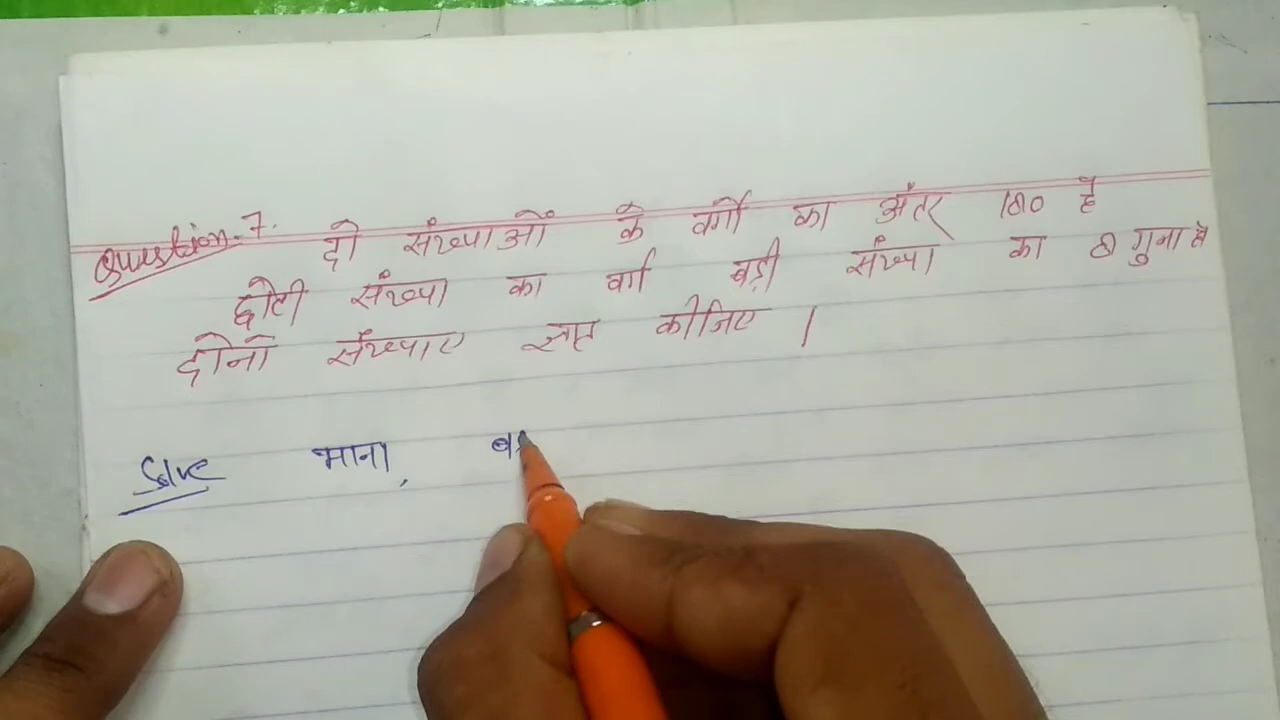 Question-7. दो संख्याओं के वर्गो का अंतर 180 है
छोटी संख्या का वर्ग बड़ी संख्या का 8 गुना है
दोनो संख्याए ज्ञात कीजिए ।
Solve माना,